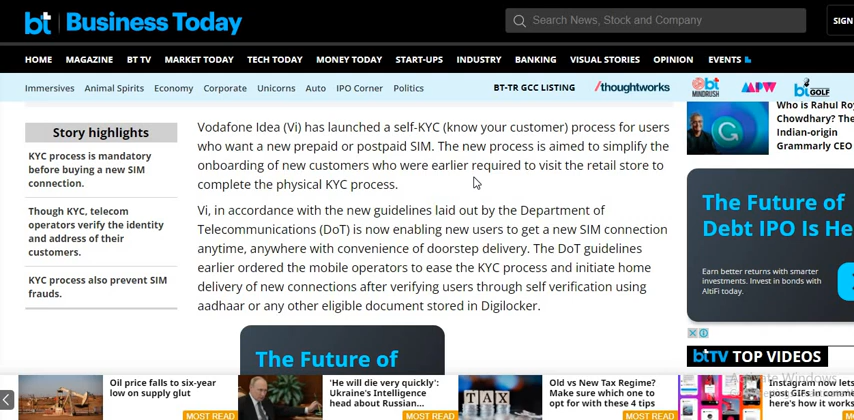 bt Business Today
Search News, Stock and Company
SIGN
HOME MAGAZINE BT TV MARKET TODAY TECH TODAY MONEY TODAY START-UPS INDUSTRY BANKING VISUAL STORIES OPINION EVENTS
Immersives Animal Spirits Economy Corporate Unicorns Auto IPO Corner Politics BT-TR GCC LISTING /thoughtworks bt MINDRUSH MPW bt GOLF
Story highlights
KYC process is mandatory
before buying a new SIM
connection.
Though KYC, telecom
operators verify the identity
and address of their
customers.
KYC process also prevent SIM
frauds.
Vodafone Idea (Vi) has launched a self-KYC (know your customer) process for users
who want a new prepaid or postpaid SIM. The new process is aimed to simplify the
onboarding of new customers who were earlier required to visit the retail store to
complete the physical KYC process.
Vi, in accordance with the new guidelines laid out by the Department of
Telecommunications (DoT) is now enabling new users to get a new SIM connection
anytime, anywhere with convenience of doorstep delivery. The DoT guidelines
earlier ordered the mobile operators to ease the KYC process and initiate home
delivery of new connections after verifying users through self verification using
aadhaar or any other eligible document stored in Digilocker.
The Future of
Who is Rahul Ro
Chowdhary? The
Indian-origin
Grammarly CEO
The Future of
Debt IPO Is He
Earn better returns with smarter
investments. Invest in bonds with
AltiFi today.
btTV TOP VIDEOS
Oil price falls to six-year
low on supply glut
'He will die very quickly':
Ukraine's Intelligence
head about Russian...
MOST READ
TAX
Old vs New Tax Regime?
Make sure which one to
opt for with these 4 tips
MOST READ
Instagram now lets
post GIFs to comme
here's how it works
MOST READ